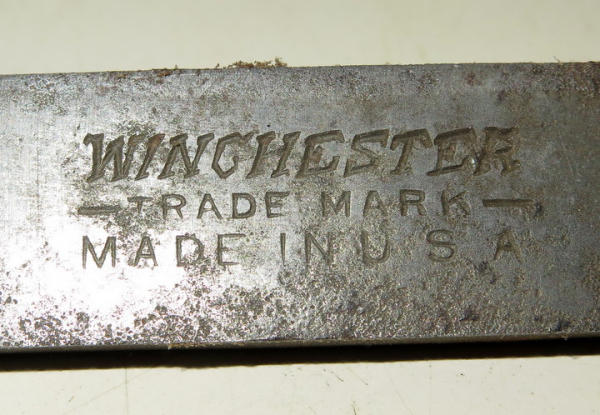 WINCHESTER
— TRADE MARK —
MADE IN U S A